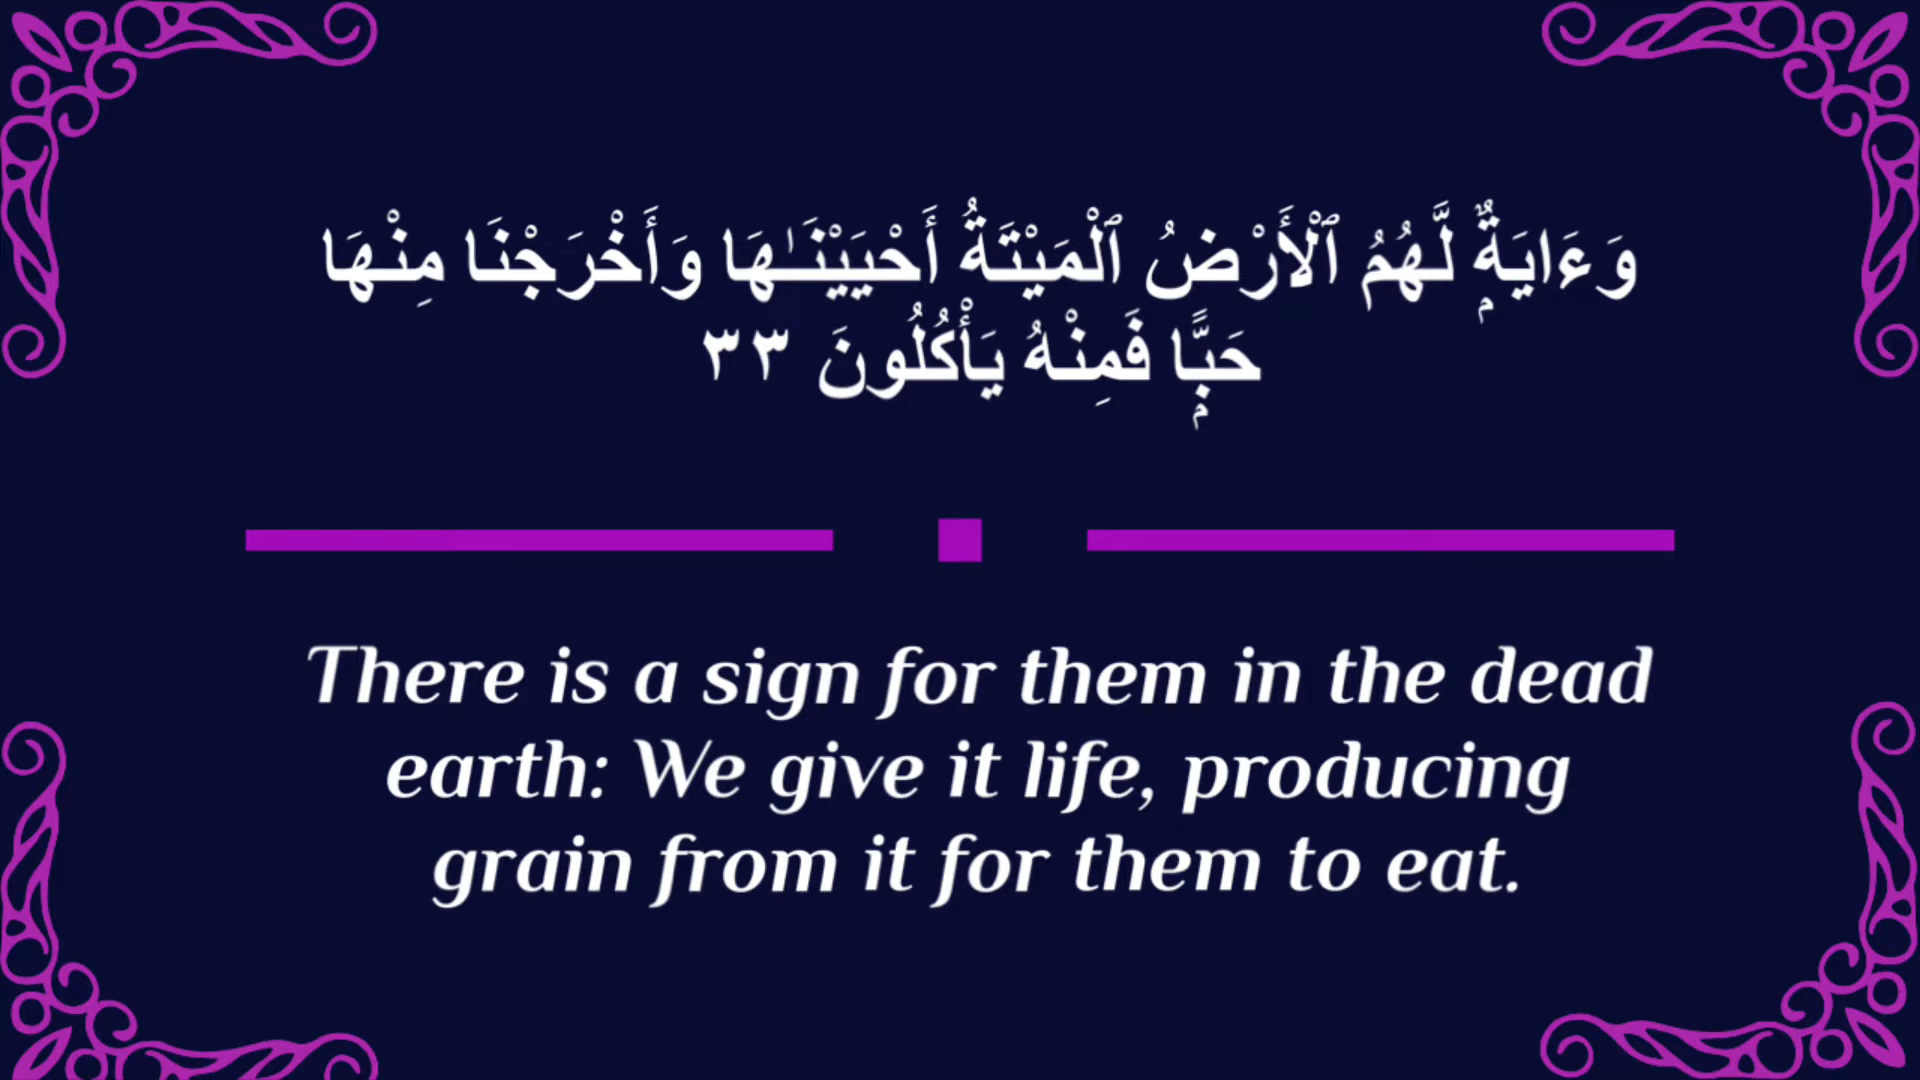 وَءَايَةٌۭ لَّهُمُ ٱلْأَرْضُ ٱلْمَيْتَةُ أَحْيَيْنَـٰهَا وَأَخْرَجْنَا مِنْهَا
حَبًّۭا فَمِنْهُ يَأْكُلُونَ ٣٣
There is a sign for them in the dead
earth: We give it life, producing
grain from it for them to eat.